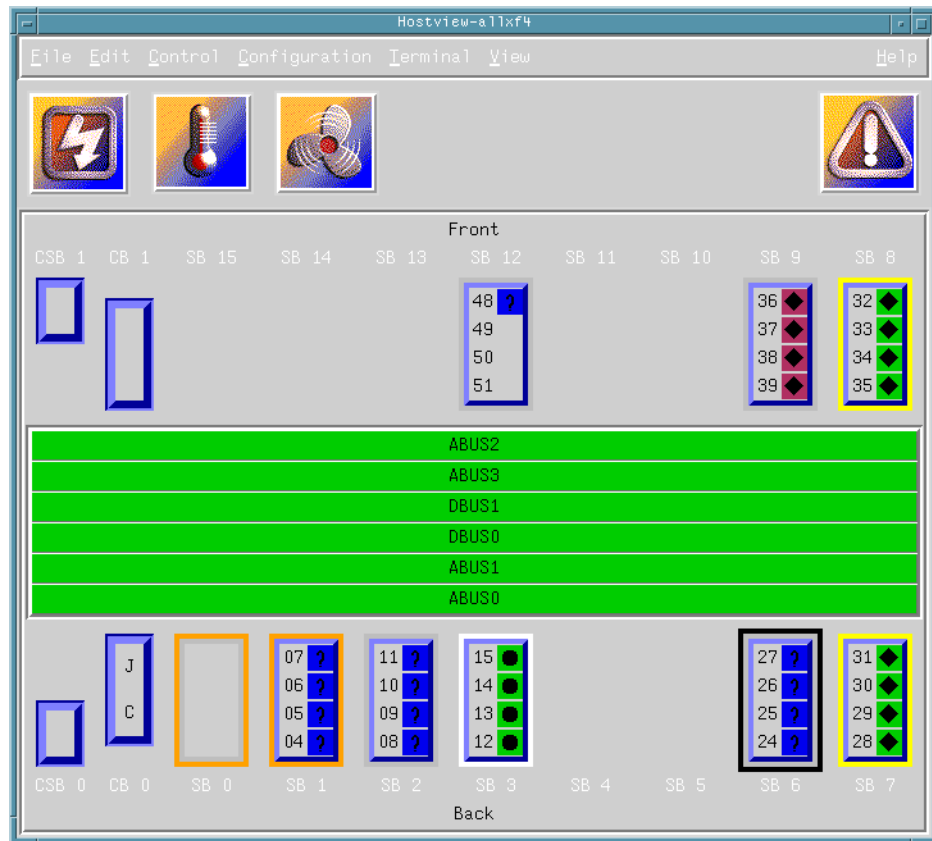 Hostview-allxf4
File Edit Control Configuration Terminal View Help
Front
CSB 1 CB 1 SB 15 SB 14 SB 13 SB 12 SB 11 SB 10 SB 9 SB 8
48 ? 36 32
49 37 33
50 38 34
51 39 35
ABUS2
ABUS3
DBUS1
DBUS0
ABUS1
ABUS0
J 07 ? 11 ? 15 27 ? 31
06 ? 10 ? 14 26 ? 30
C 05 ? 09 ? 13 25 ? 29
04 ? 08 ? 12 24 ? 28
CSB 0 CB 0 SB 0 SB 1 SB 2 SB 3 SB 4 SB 5 SB 6 SB 7
Back